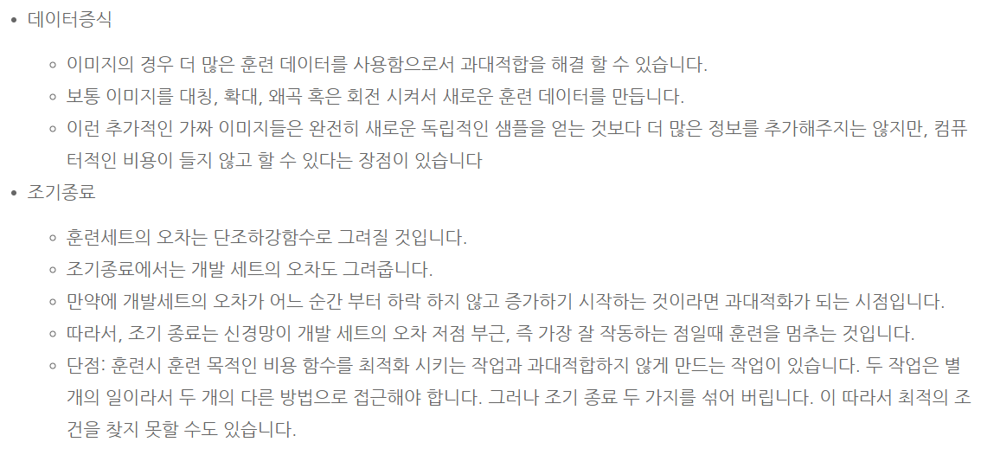 데이터증식
이미지의 경우 더 많은 훈련 데이터를 사용함으로서 과대적합을 해결 할 수 있습니다.
보통 이미지를 대칭, 확대, 왜곡 혹은 회전 시켜서 새로운 훈련 데이터를 만듭니다.
이런 추가적인 가짜 이미지들은 완전히 새로운 독립적인 샘플을 얻는 것보다 더 많은 정보를 추가해주지는 않지만, 컴퓨
터적인 비용이 들지 않고 할 수 있다는 장점이 있습니다
조기종료
훈련세트의 오차는 단조하강함수로 그려질 것입니다.
조기종료에서는 개발 세트의 오차도 그려줍니다.
만약에 개발세트의 오차가 어느 순간 부터 하락 하지 않고 증가하기 시작하는 것이라면 과대적화가 되는 시점입니다.
따라서, 조기 종료는 신경망이 개발 세트의 오차 저점 부근, 즉 가장 잘 작동하는 점일때 훈련을 멈추는 것입니다.
단점: 훈련시 훈련 목적인 비용 함수를 최적화 시키는 작업과 과대적합하지 않게 만드는 작업이 있습니다. 두 작업은 별
개의 일이라서 두 개의 다른 방법으로 접근해야 합니다. 그러나 조기 종료 두 가지를 섞어 버립니다. 이 따라서 최적의 조
건을 찾지 못할 수도 있습니다.